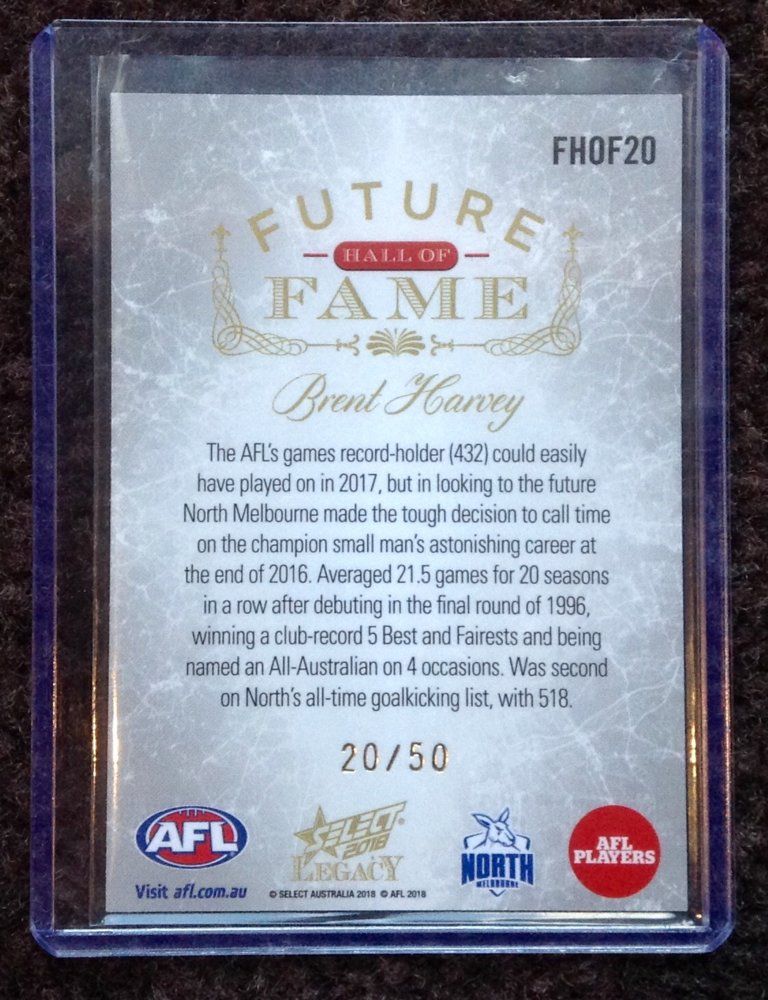 FHOF20
FUTURE
HALL OF
FAME
Brent Harvey
The AFL's games record-holder (432) could easily
have played on in 2017, but in looking to the future
North Melbourne made the tough decision to call time
on the champion small man's astonishing career at
the end of 2016. Averaged 21.5 games for 20 seasons
in a row after debuting in the final round of 1996,
winning a club-record 5 Best and Fairests and being
named an All-Australian on 4 occasions. Was second
on North's all-time goalkicking list, with 518.
20/50
AFL
Visit afl.com.au
SELECT
2018
LEGACY
© SELECT AUSTRALIA 2018 © AFL 2018
NORTH
MELBOURNE
AFL
PLAYERS